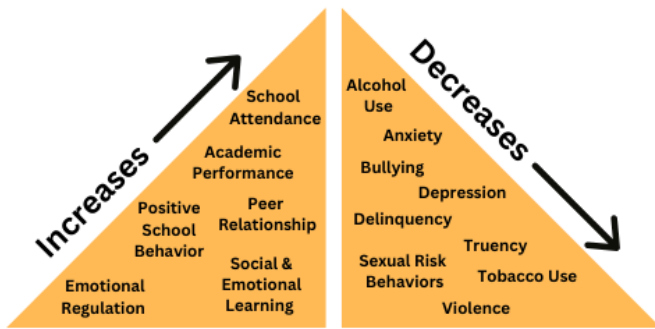 Increases
School
Attendance
Academic
Performance
Positive
School
Behavior
Peer
Relationship
Emotional
Regulation
Social &
Emotional
Learning
Decreases
Alcohol
Use
Anxiety
Bullying
Depression
Delinquency
Truency
Sexual Risk
Behaviors
Tobacco Use
Violence